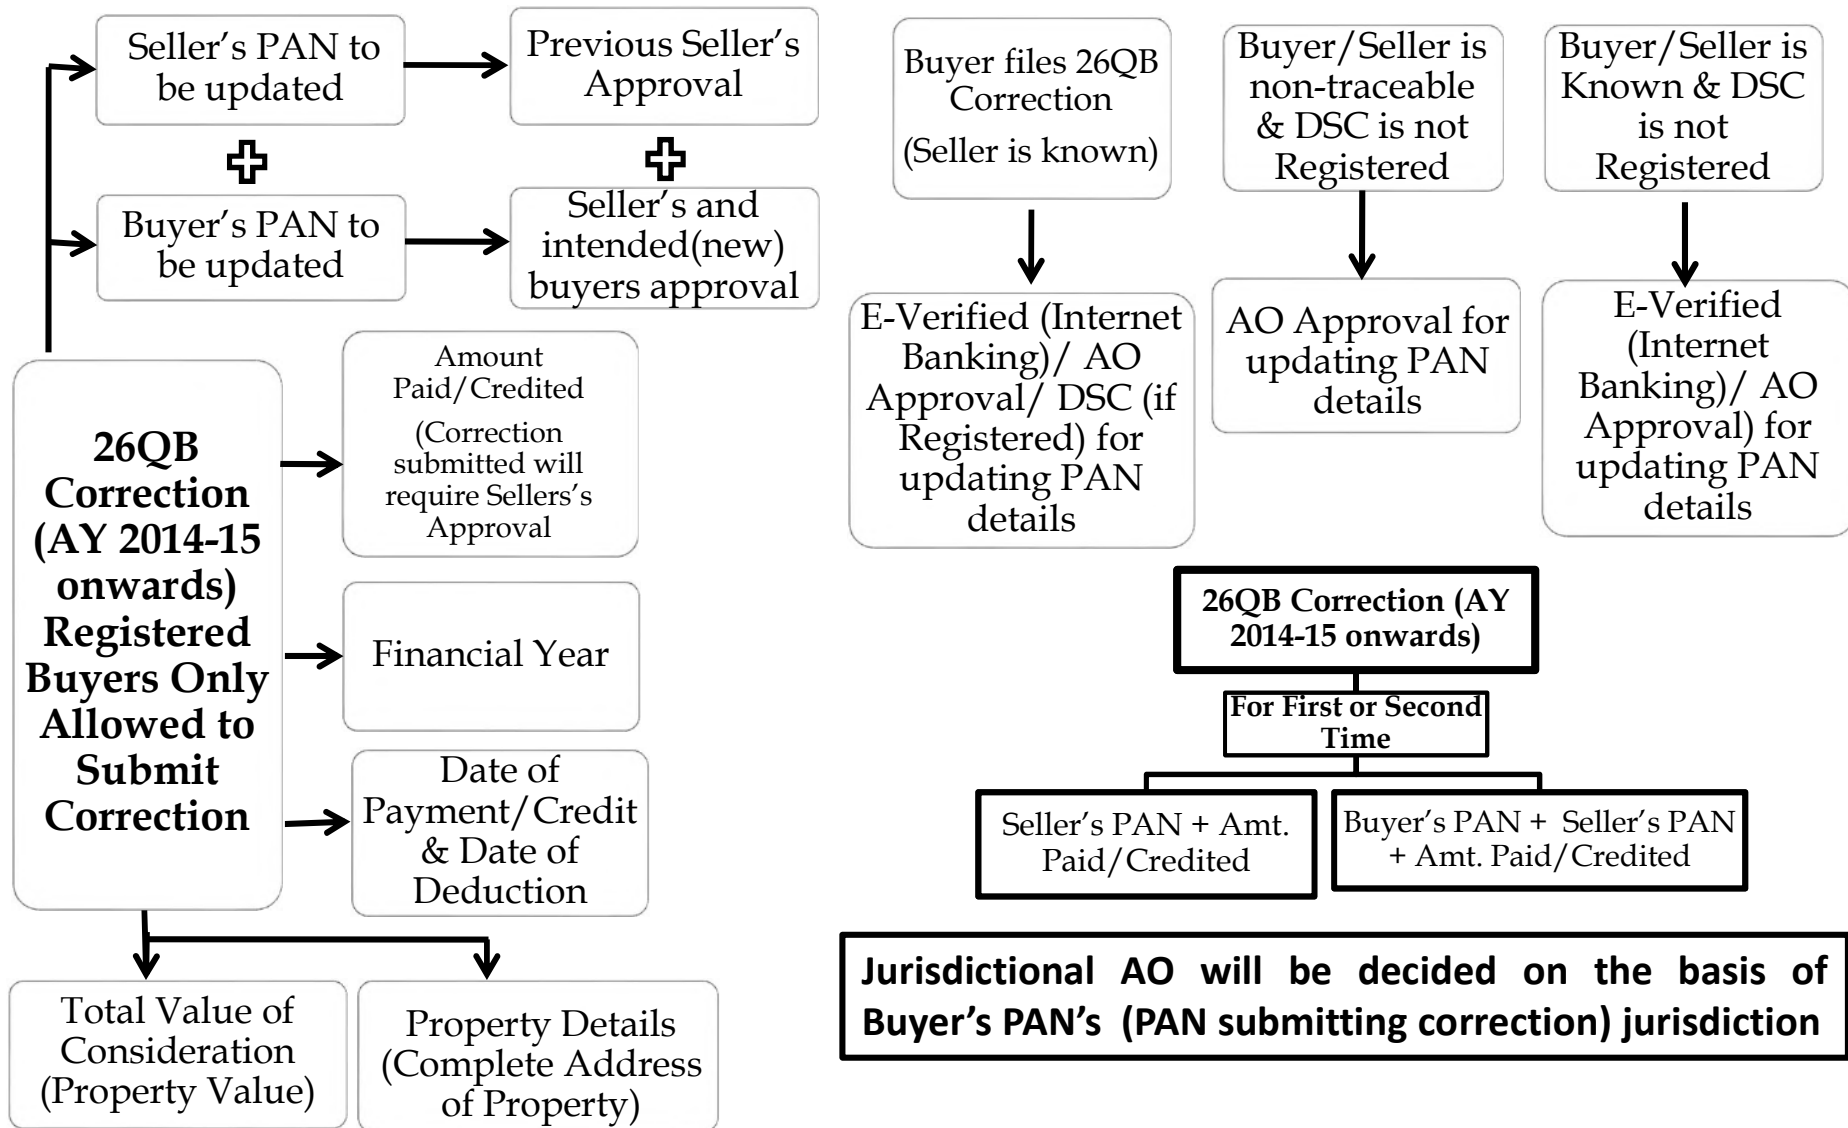 Seller’s PAN to
be updated
Previous Seller’s
Approval
Buyer’s PAN to
be updated
Seller’s and
intended(new)
buyers approval
26QB
Correction
(AY 2014-15
onwards)
Registered
Buyers Only
Allowed to
Submit
Correction
Amount
Paid/Credited
(Correction
submitted will
require Sellers’s
Approval
Financial Year
Date of
Payment/Credit
& Date of
Deduction
Total Value of
Consideration
(Property Value)
Property Details
(Complete Address
of Property)
Buyer files 26QB
Correction
(Seller is known)
E-Verified (Internet
Banking)/ AO
Approval/ DSC (if
Registered) for
updating PAN
details
Buyer/Seller is
non-traceable
& DSC is not
Registered
AO Approval for
updating PAN
details
Buyer/Seller is
Known & DSC
is not
Registered
E-Verified
(Internet
Banking)/ AO
Approval) for
updating PAN
details
26QB Correction (AY
2014-15 onwards)
For First or Second
Time
Seller’s PAN + Amt.
Paid/Credited
Buyer’s PAN + Seller’s PAN
+ Amt. Paid/Credited
Jurisdictional AO will be decided on the basis of
Buyer’s PAN’s (PAN submitting correction) jurisdiction